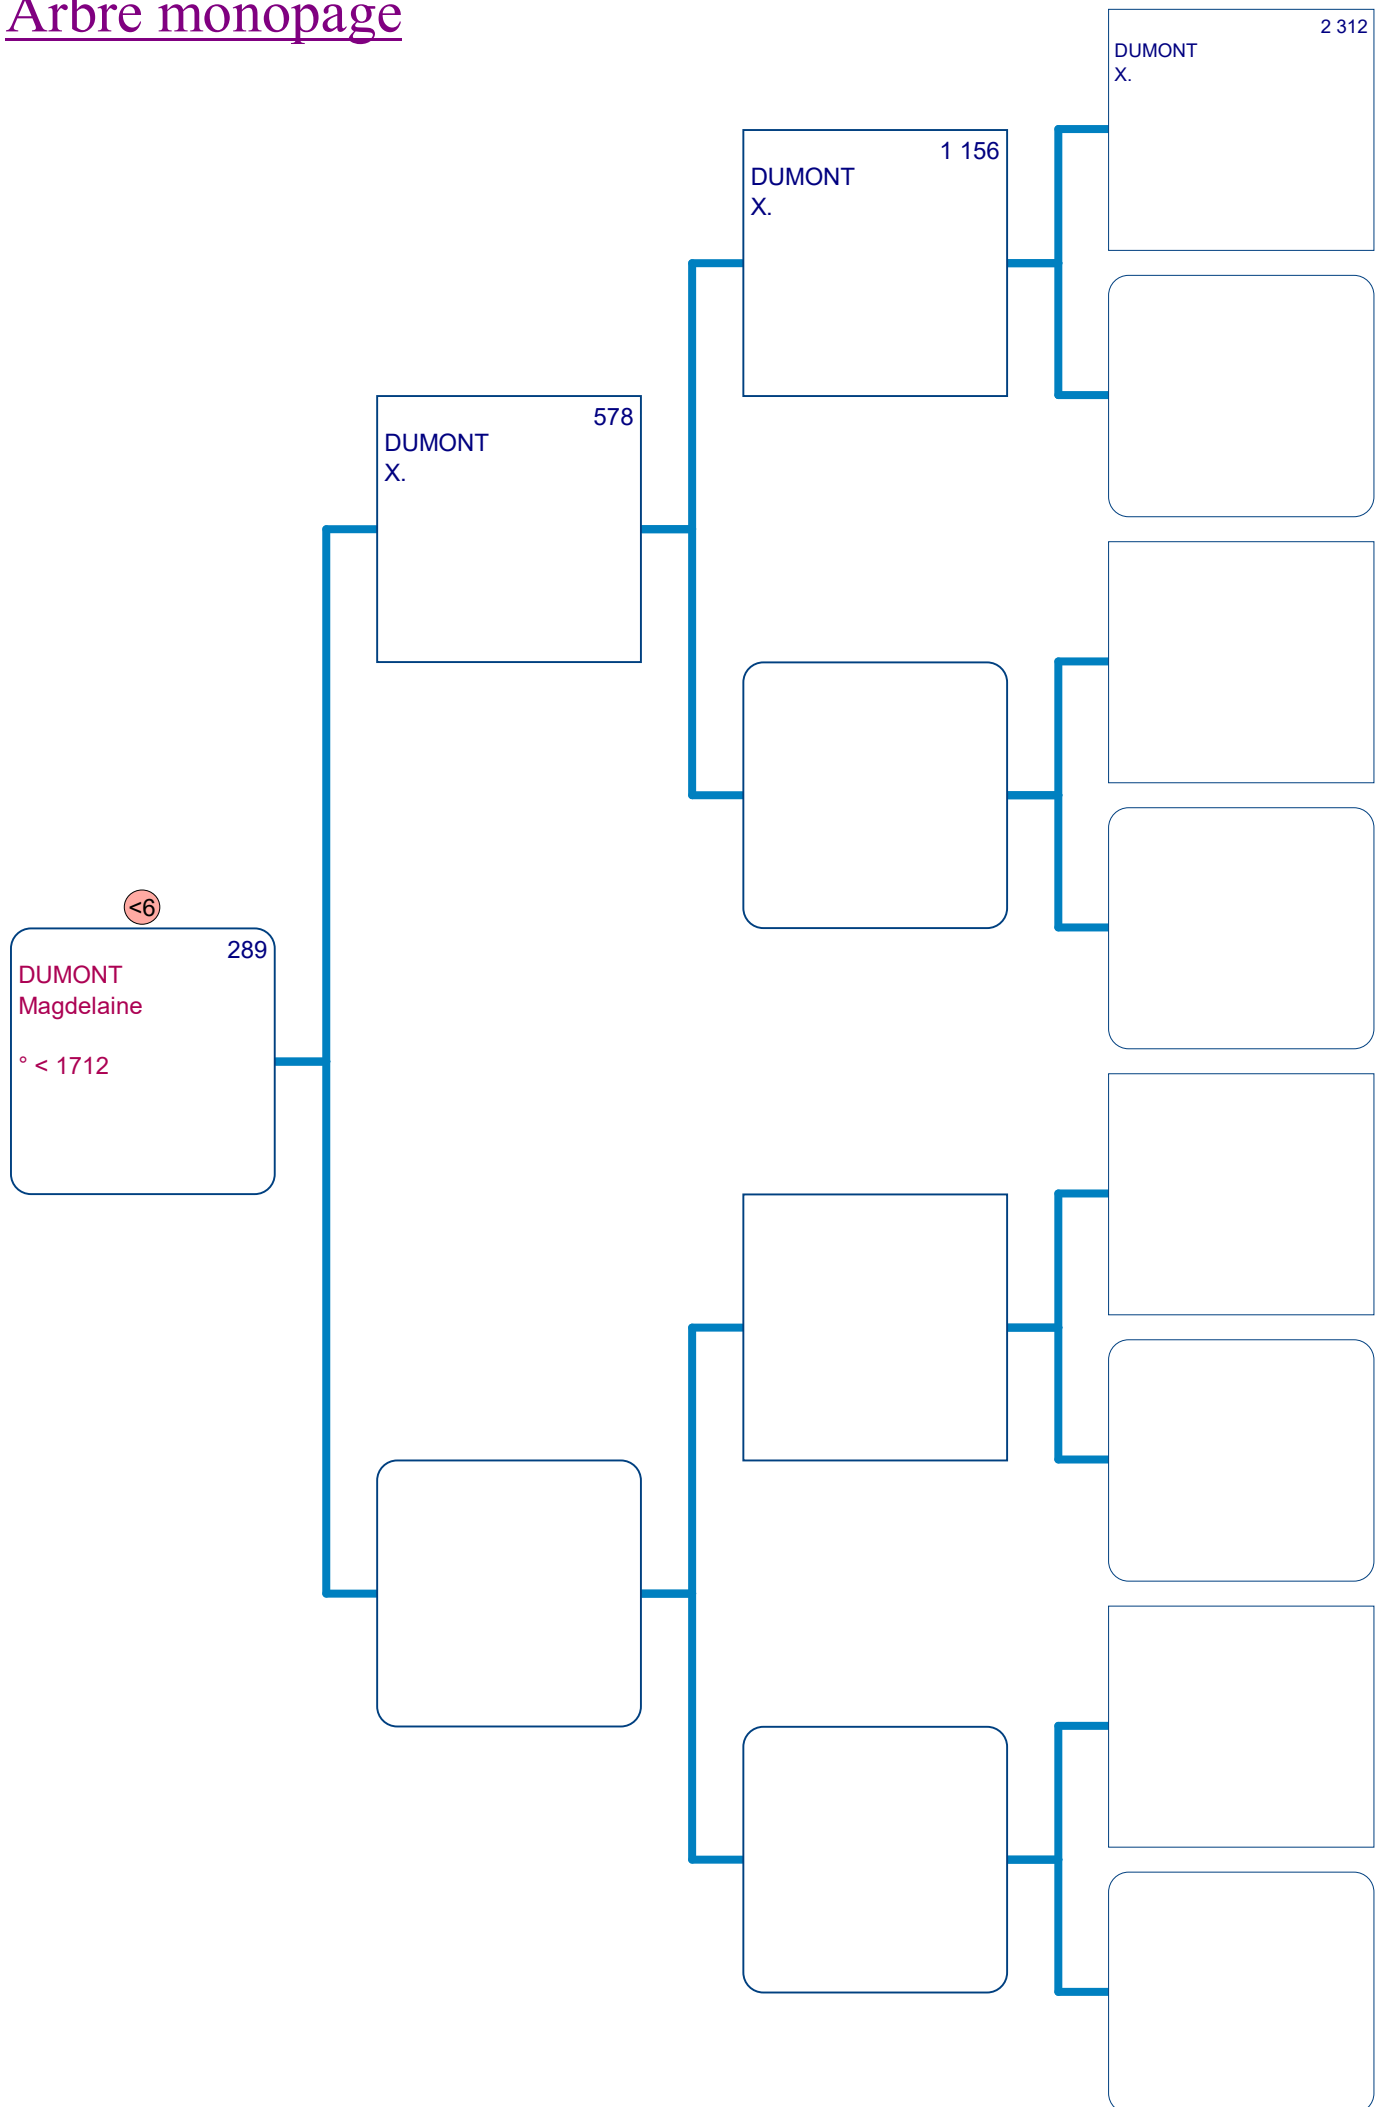 Arbre monopage
2 312
DUMONT
X.
1 156
DUMONT
X.
578
DUMONT
X.
<6
289
DUMONT
Magdelaine
° < 1712